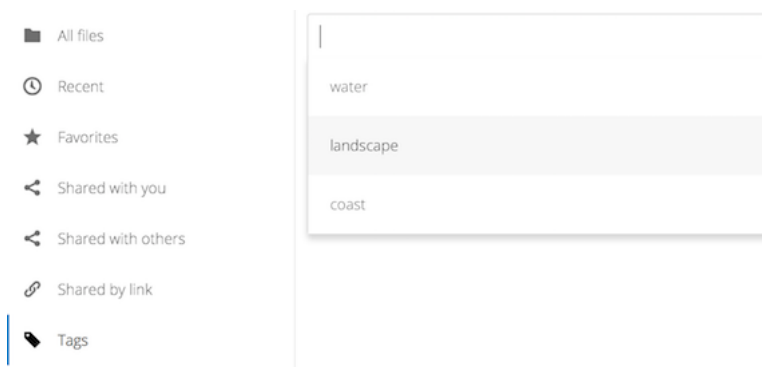 All files
Recent
Favorites
Shared with you
Shared with others
Shared by link
Tags
water
landscape
coast